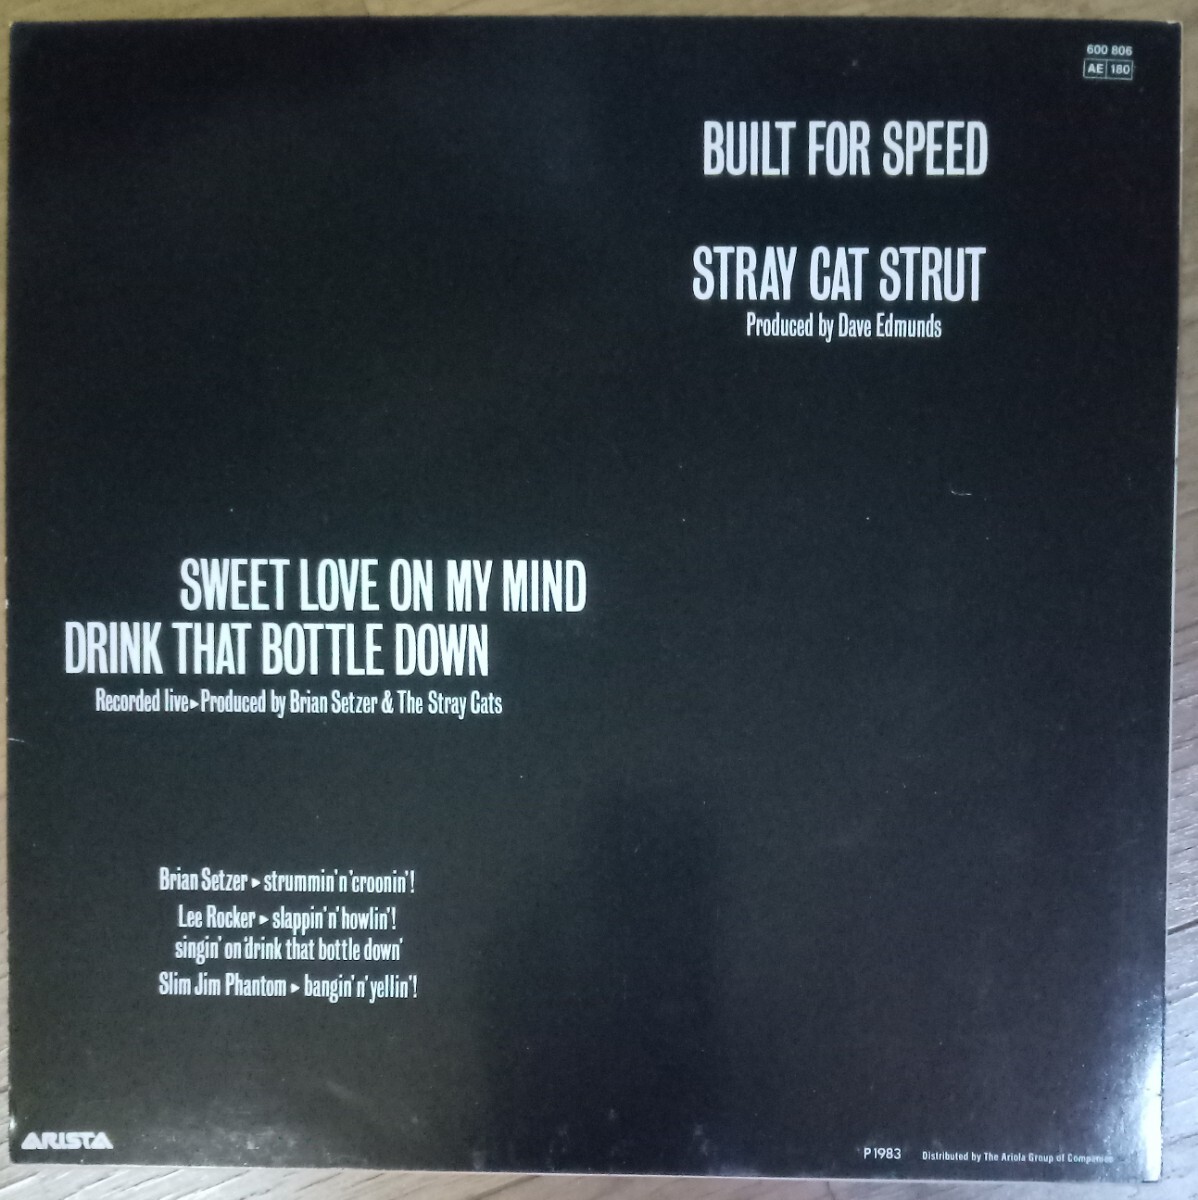 600 806
AE 180
BUILT FOR SPEED
STRAY CAT STRUT
Produced by Dave Edmunds
SWEET LOVE ON MY MIND
DRINK THAT BOTTLE DOWN
Recorded live▸Produced by Brian Setzer & The Stray Cats
Brian Setzer ▸ strummin'n'croonin'!
Lee Rocker ▸ slappin'n'howlin'!
singin' on 'drink that bottle down'
Slim Jim Phantom ▸ bangin'n'yellin'!
ARISTA
P 1983 Distributed by The Ariola Group of Companies